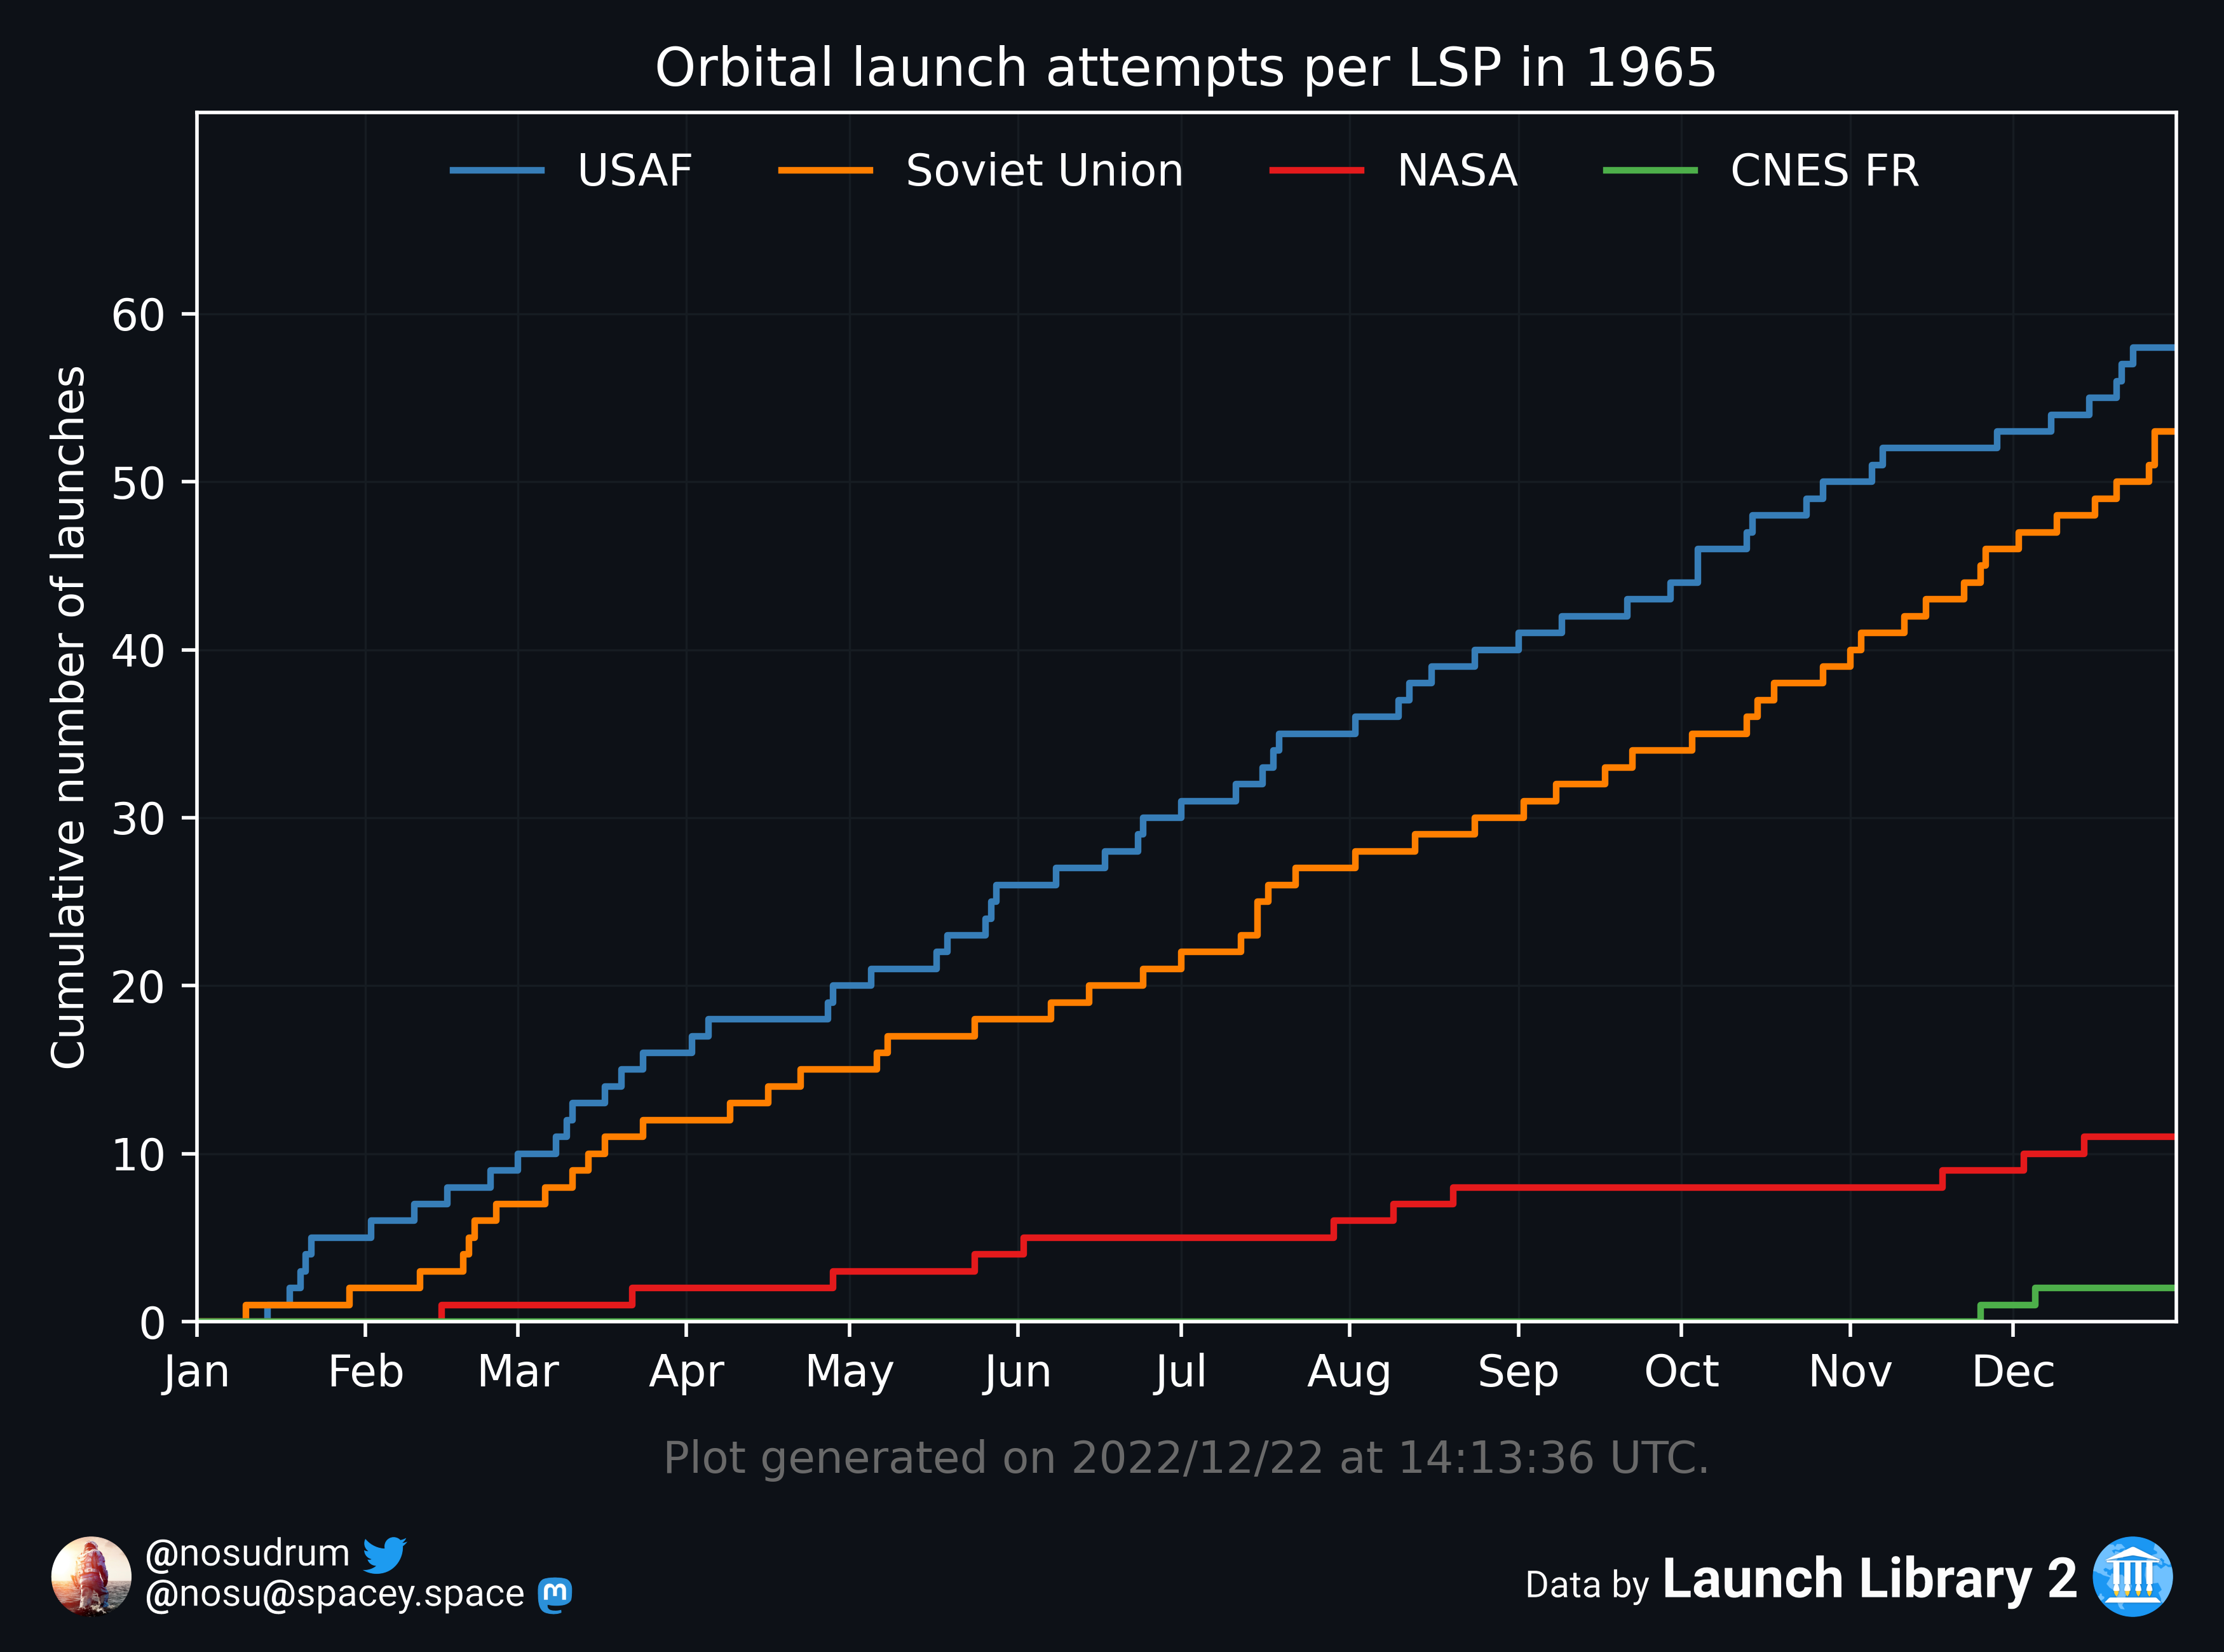 Orbital launch attempts per LSP in 1965
USAF Soviet Union NASA CNES FR
Cumulative number of launches
60
50
40
30
20
10
0
Jan Feb Mar Apr May Jun Jul Aug Sep Oct Nov Dec
Plot generated on 2022/12/22 at 14:13:36 UTC.
@nosudrum
@nosu@spacey.space
Data by Launch Library 2